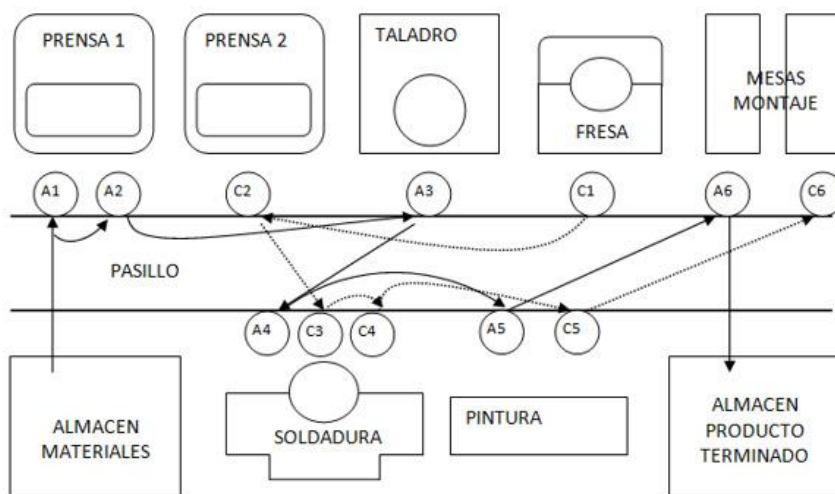 PRENSA 1
PRENSA 2
TALADRO
FRESA
MESAS
MONTAJE
A1
A2
C2
A3
C1
A6
C6
PASILLO
A4
C3
C4
A5
C5
ALMACEN
MATERIALES
SOLDADURA
PINTURA
ALMACEN
PRODUCTO
TERMINADO